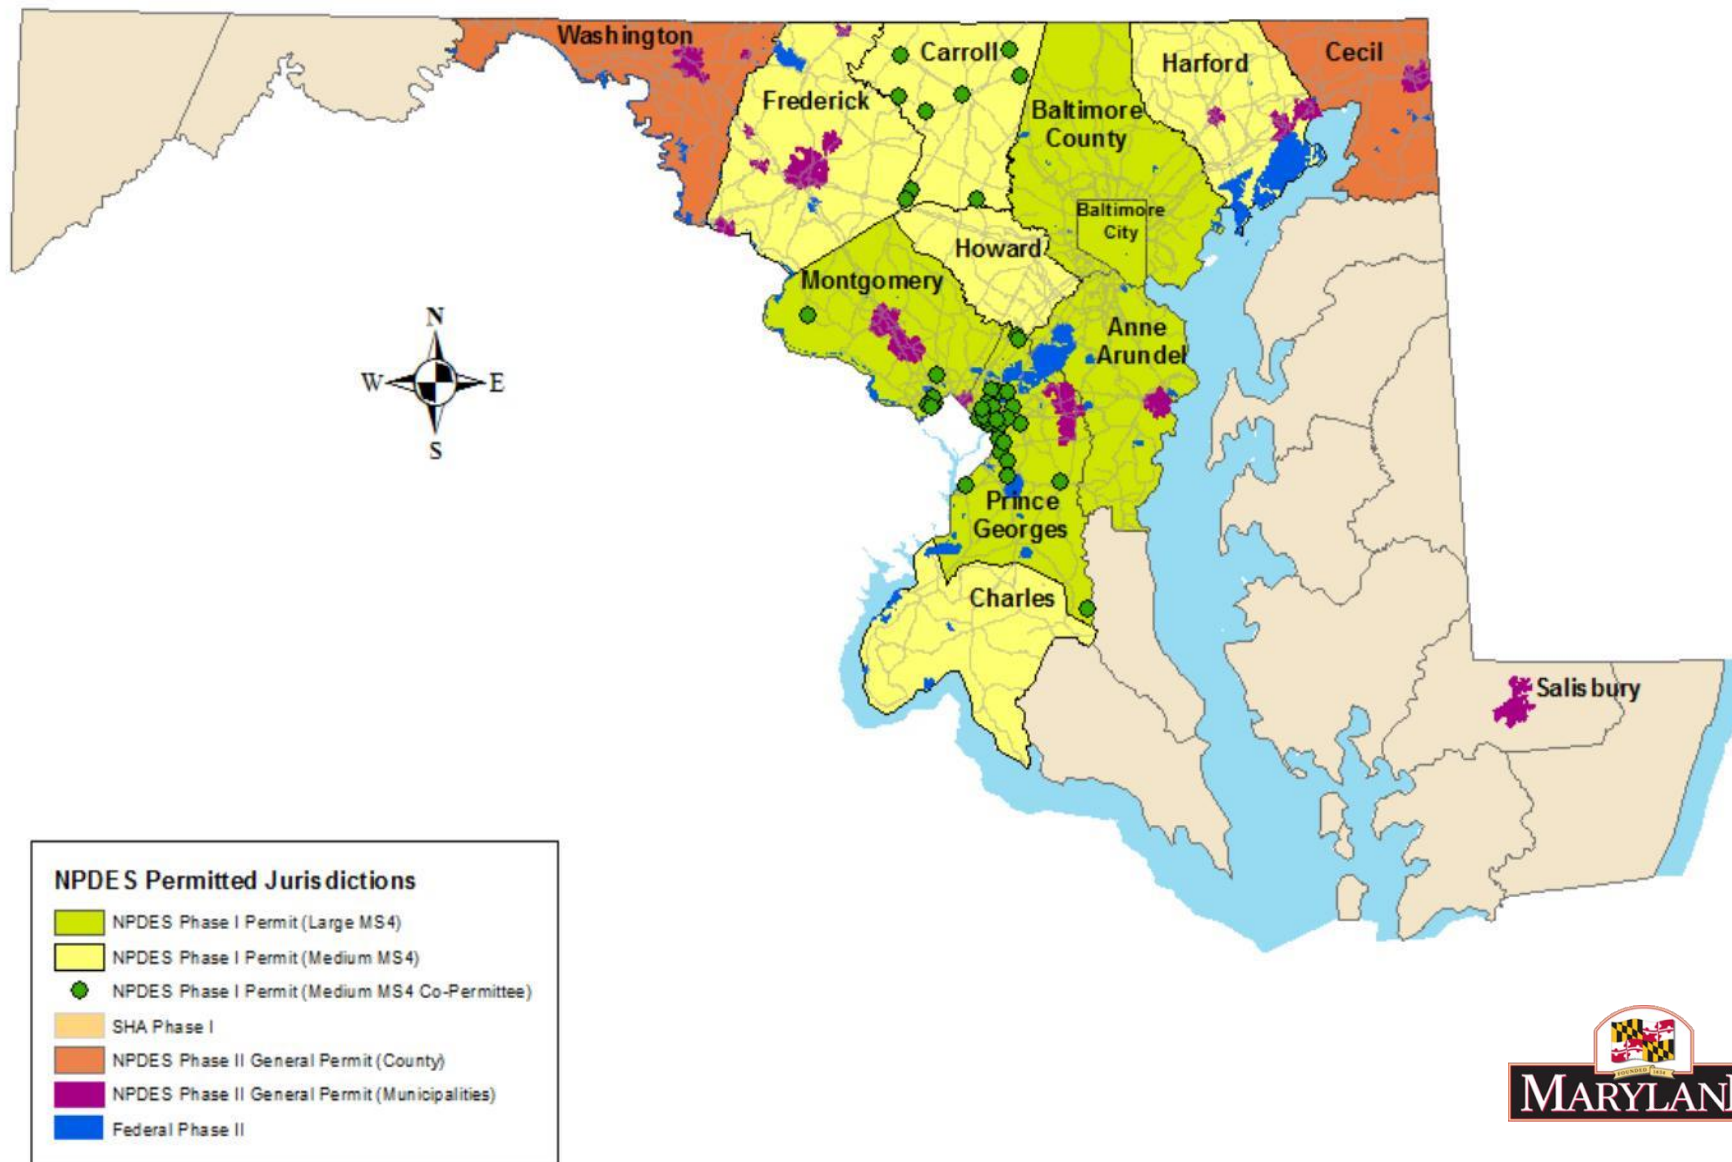 Washington
Carroll
Harford
Cecil
Frederick
Baltimore
County
Baltimore
City
Howard
Montgomery
Anne
Arundel
N
W
E
S
Prince
Georges
Charles
Salisbury
NPDES Permitted Jurisdictions
NPDES Phase I Permit (Large MS4)
NPDES Phase I Permit (Medium MS4)
NPDES Phase I Permit (Medium MS4 Co-Permittee)
SHA Phase I
NPDES Phase II General Permit (County)
NPDES Phase II General Permit (Municipalities)
Federal Phase II
MARYLAN